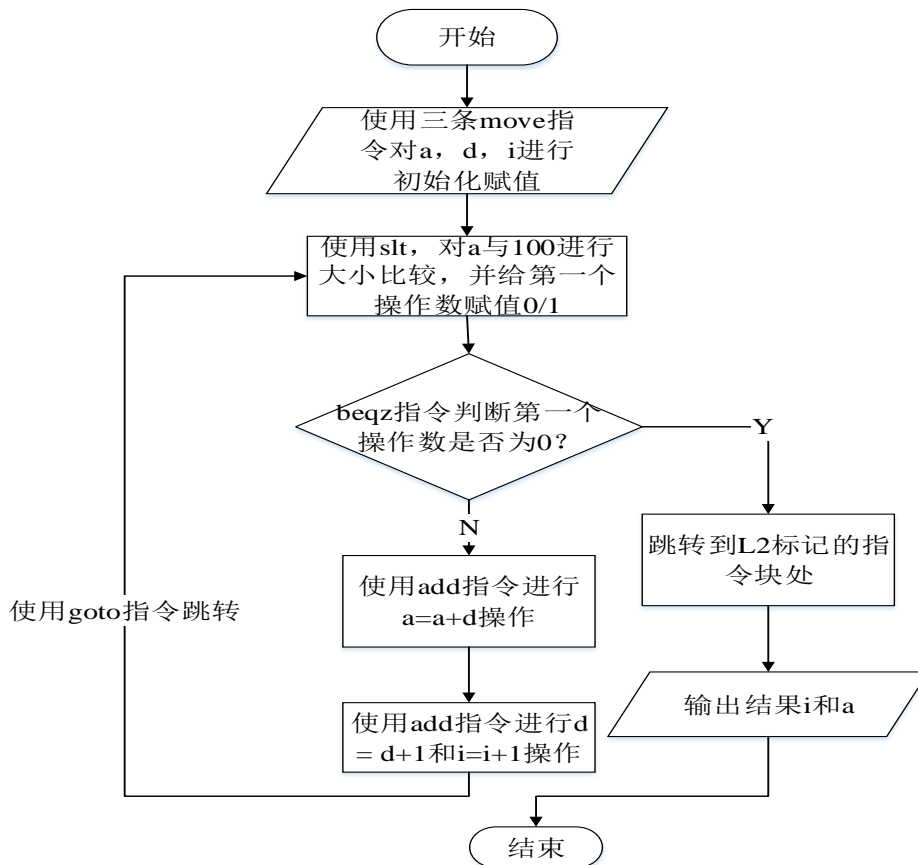 开始
使用三条move指
令对a，d，i进行
初始化赋值
使用slt，对a与100进行
大小比较，并给第一个
操作数赋值0/1
beqz指令判断第一个
操作数是否为0？
Y
N
跳转到L2标记的指
令块处
使用add指令进行
a=a+d操作
使用goto指令跳转
输出结果i和a
使用add指令进行d
= d+1和i=i+1操作
结束